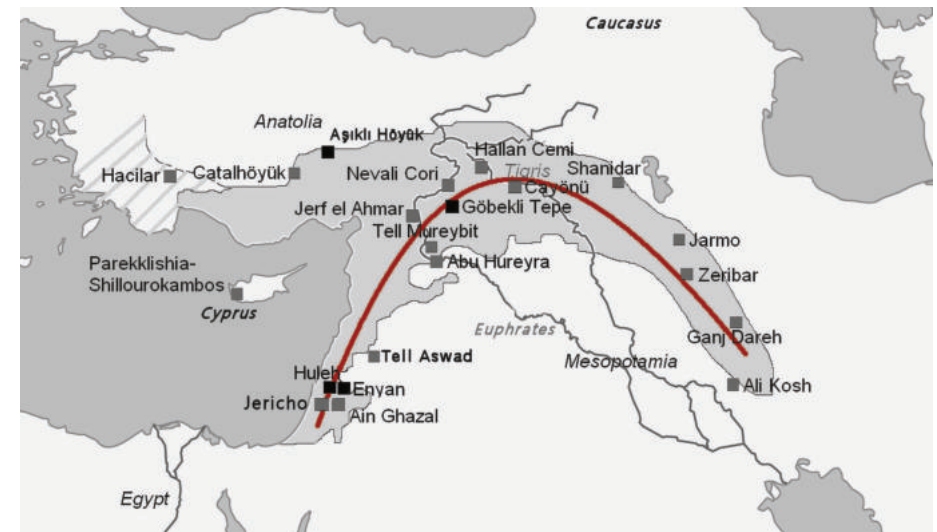 Caucasus
Anatolia
Aşıklı Höyük
Hallan Cemi
Hacilar
Catalhöyük
Nevali Cori
Tigris
Shanidar
Cayönü
Jerf el Ahmar
Göbekli Tepe
Tell Mureybit
Jarmo
Abu Hureyra
Parekklishia-
Shillourokambos
Zeribar
Cyprus
Euphrates
Ganj Dareh
Tell Aswad
Mesopotamia
Huleh
Enyan
Ali Kosh
Jericho
Ain Ghazal
Egypt